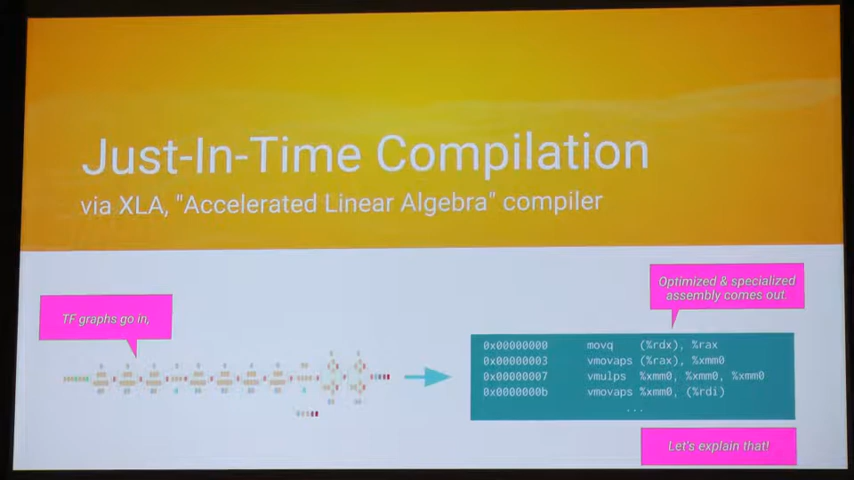 Just-In-Time Compilation
via XLA, "Accelerated Linear Algebra" compiler
TF graphs go in,
Optimized & specialized
assembly comes out.
0x00000000 movq (%rdx), %rax
0x00000003 vmovaps (%rax), %xmm0
0x00000007 vmulps %xmm0, %xmm0, %xmm0
0x0000000b vmovaps %xmm0, (%rdi)
...
Let's explain that!